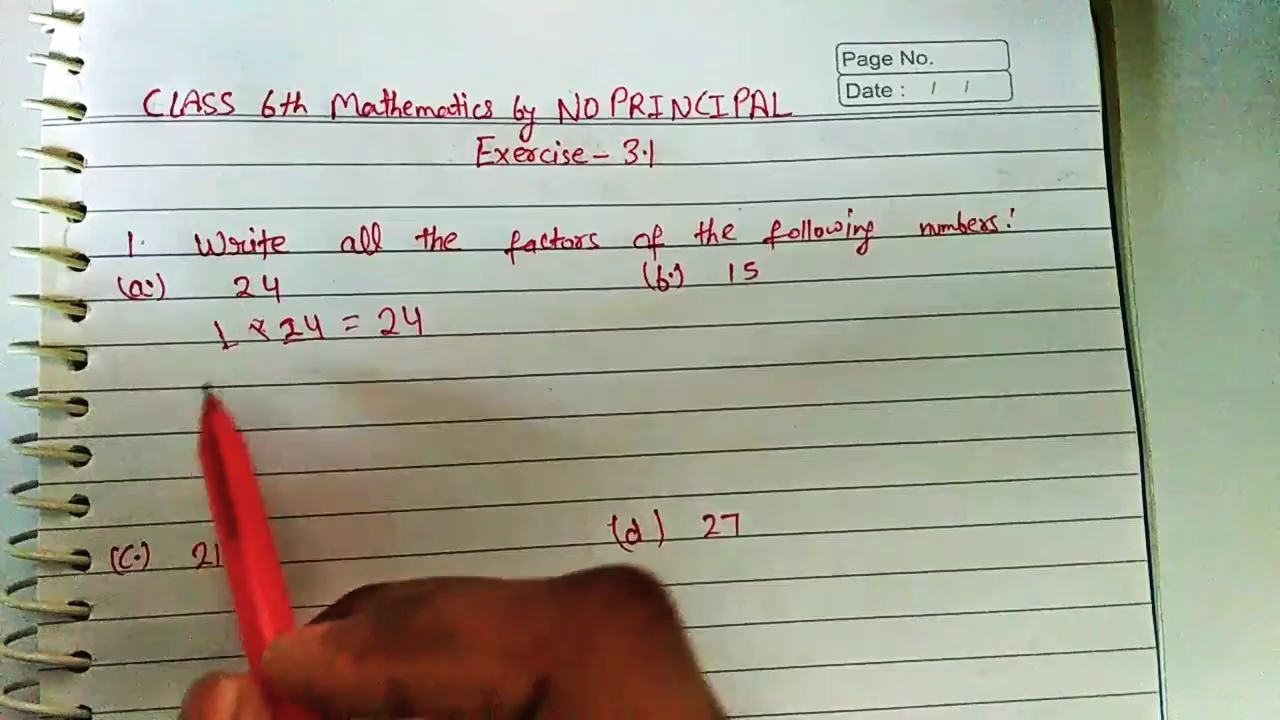 Page No.
Date : / /
CLASS 6th Mathematics by NO PRINCIPAL
Exercise - 3.1
1. Write all the factors of the following numbers:
(a.) 24 (b.) 15
1 × 24 = 24
(c.) 21 (d) 27